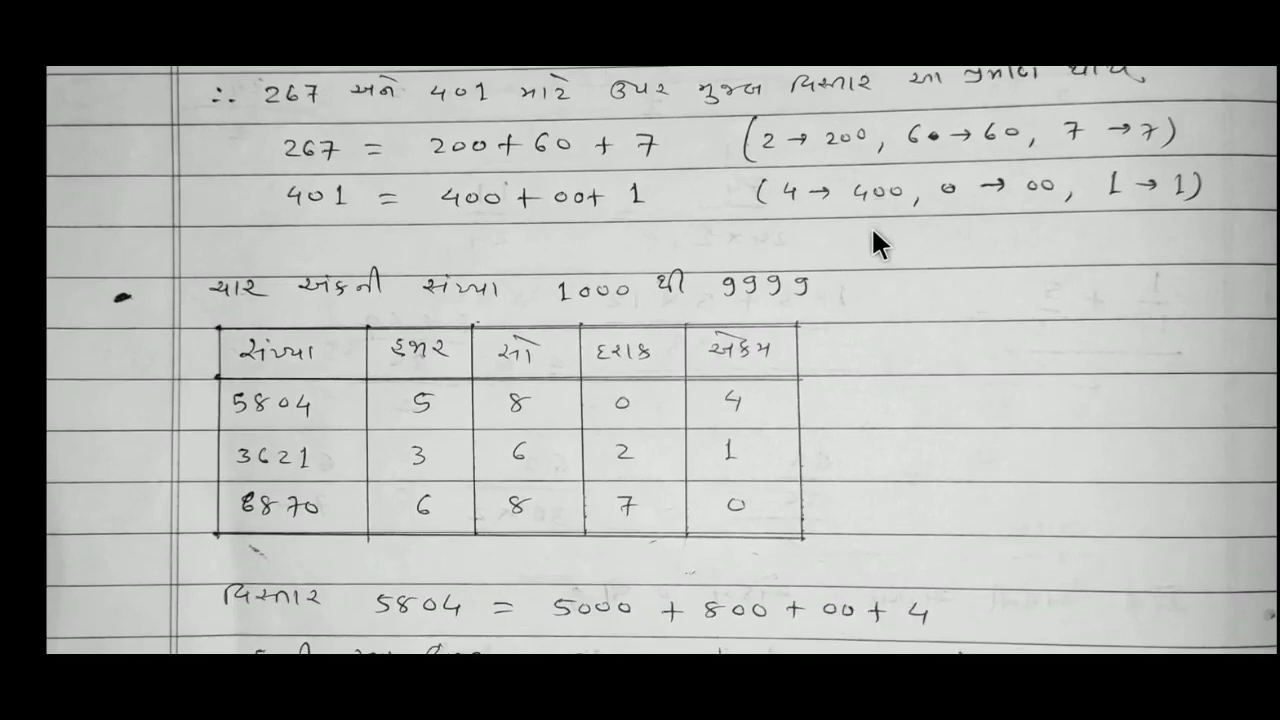 ∴ 267 અને 401 માટે ઉપર મુજબ વિસ્તાર આ પ્રમાણે થાય
267 = 200 + 60 + 7 (2 → 200, 6 → 60, 7 → 7)
401 = 400 + 00 + 1 (4 → 400, 0 → 00, 1 → 1)
ચાર અંકની સંખ્યા 1000 થી 9999
સંખ્યા હજાર સો દશક એકમ
5804 5 8 0 4
3621 3 6 2 1
6870 6 8 7 0
વિસ્તાર 5804 = 5000 + 800 + 00 + 4